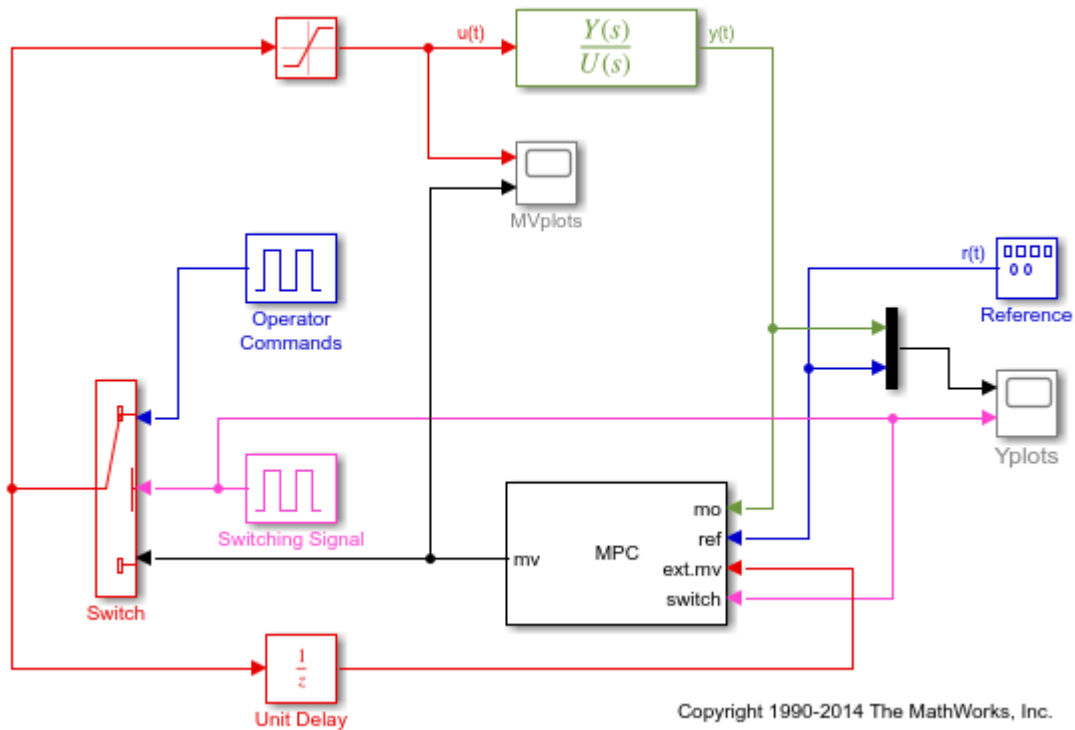 u(t)
Y(s)
U(s)
y(t)
MVplots
Operator
Commands
r(t)
Reference
Yplots
Switching Signal
mo
ref
ext.mv
switch
MPC
mv
Switch
1
z
Unit Delay
Copyright 1990-2014 The MathWorks, Inc.